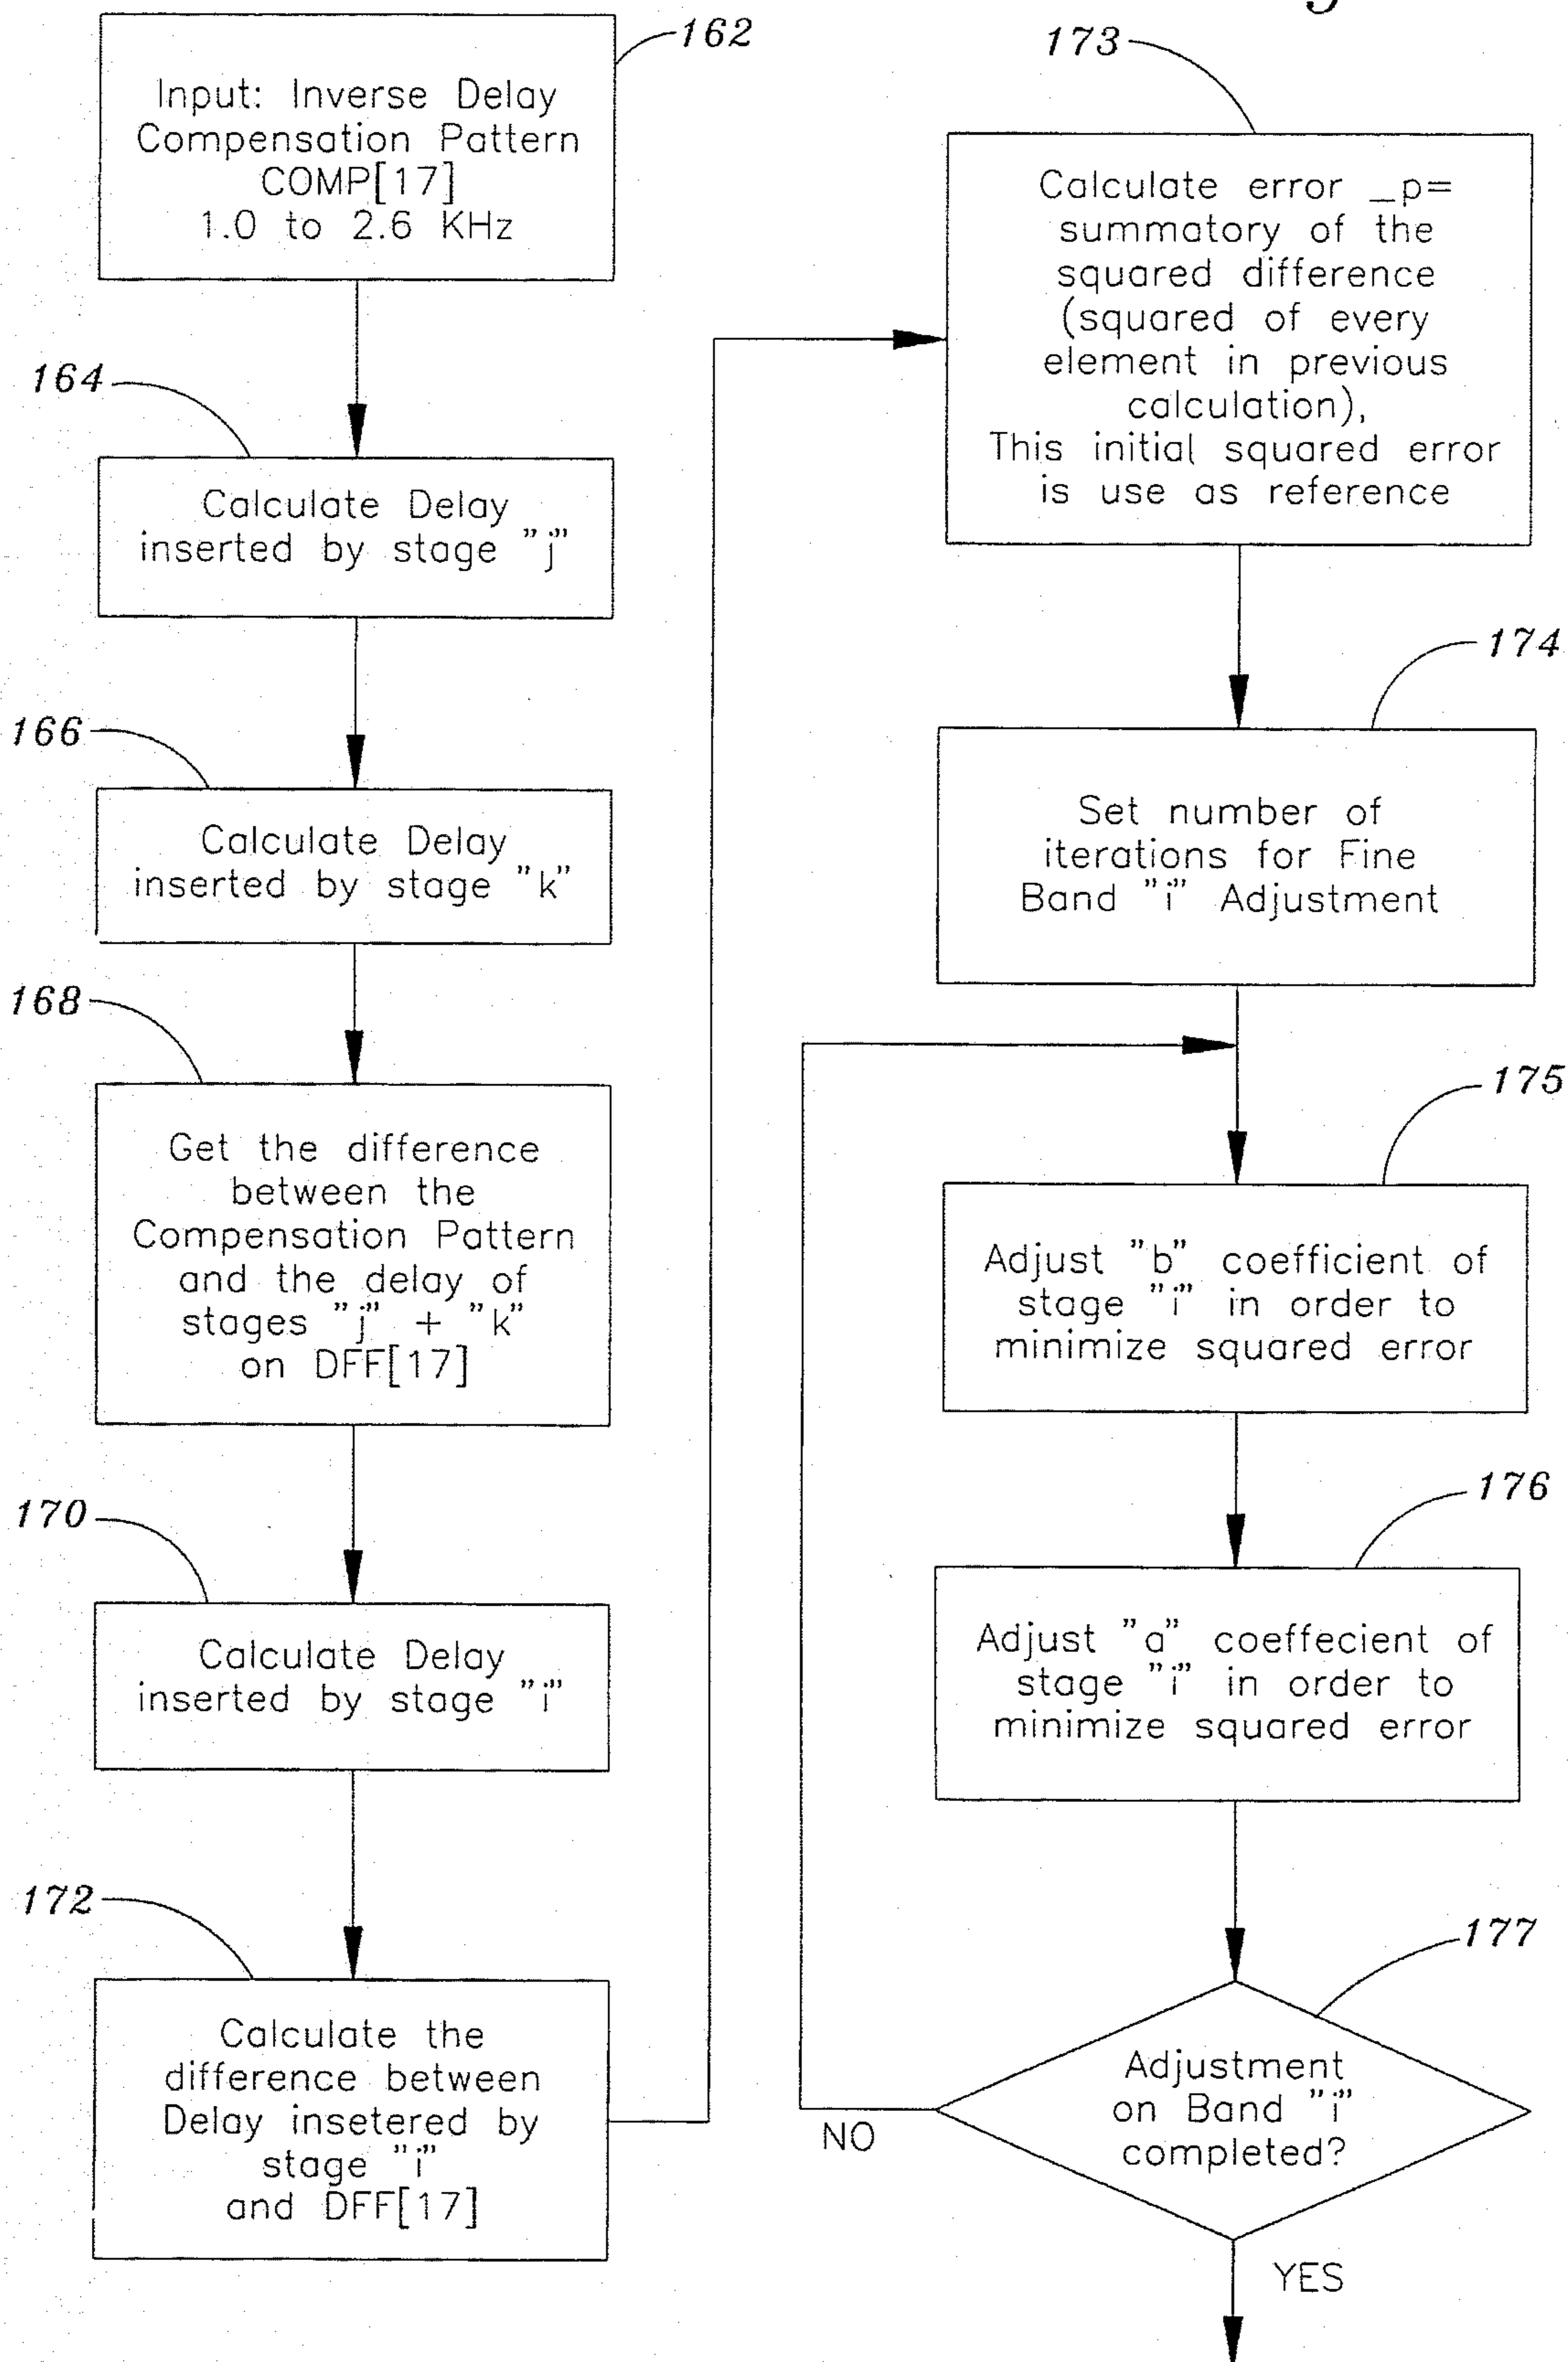 162
Input: Inverse Delay
Compensation Pattern
COMP[17]
1.0 to 2.6 KHz
164
Calculate Delay
inserted by stage "j"
166
Calculate Delay
inserted by stage "k"
168
Get the difference
between the
Compensation Pattern
and the delay of
stages "j" + "k"
on DFF[17]
170
Calculate Delay
inserted by stage "i"
172
Calculate the
difference between
Delay insetered by
stage "i"
and DFF[17]
173
Calculate error _p=
summatory of the
squared difference
(squared of every
element in previous
calculation),
This initial squared error
is use as reference
174
Set number of
iterations for Fine
Band "i" Adjustment
175
Adjust "b" coefficient of
stage "i" in order to
minimize squared error
176
Adjust "a" coeffecient of
stage "i" in order to
minimize squared error
177
Adjustment
on Band "i"
completed?
NO
YES